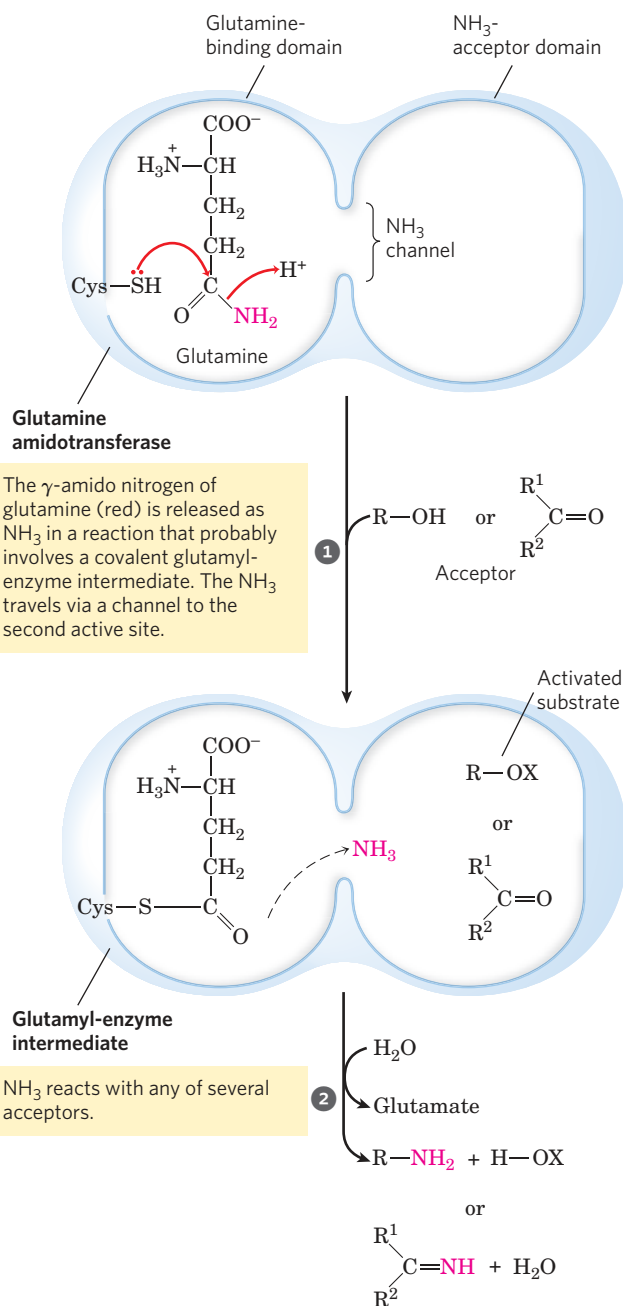 Glutamine-
binding domain
NH₃-
acceptor domain
COO⁻
H₃N⁺—CH
CH₂
CH₂
NH₃
channel
H⁺
Cys—SH
C
O
NH₂
Glutamine
Glutamine
amidotransferase
The γ-amido nitrogen of
glutamine (red) is released as
NH₃ in a reaction that probably
involves a covalent glutamyl-
enzyme intermediate. The NH₃
travels via a channel to the
second active site.
1
R—OH or
R¹
C=O
R²
Acceptor
Activated
substrate
COO⁻
H₃N⁺—CH
CH₂
CH₂
Cys—S—C
O
NH₃
R—OX
or
R¹
C=O
R²
Glutamyl-enzyme
intermediate
NH₃ reacts with any of several
acceptors.
2
H₂O
Glutamate
R—NH₂ + H—OX
or
R¹
C=NH + H₂O
R²